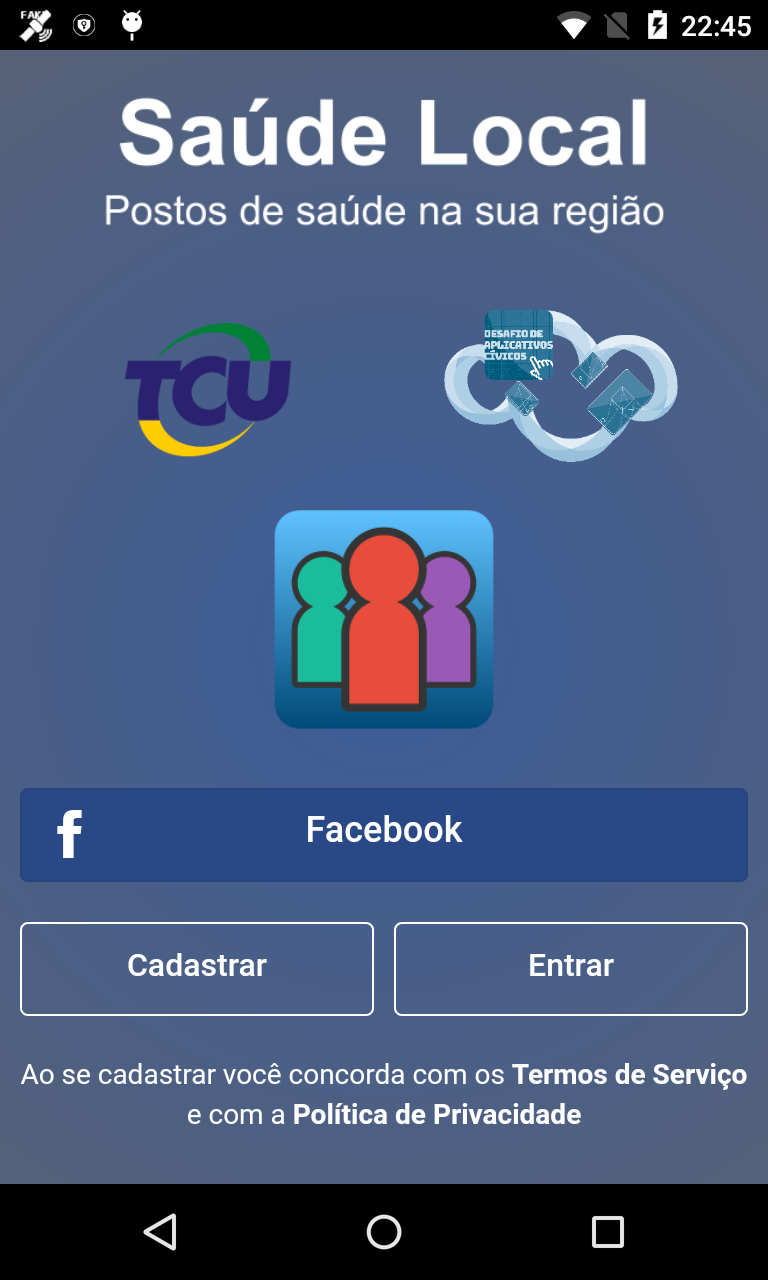 FAKE
22:45
Saúde Local
Postos de saúde na sua região
TCU
DESAFIO DE
APLICATIVOS
CÍVICOS
Facebook
Cadastrar
Entrar
Ao se cadastrar você concorda com os Termos de Serviço
e com a Política de Privacidade